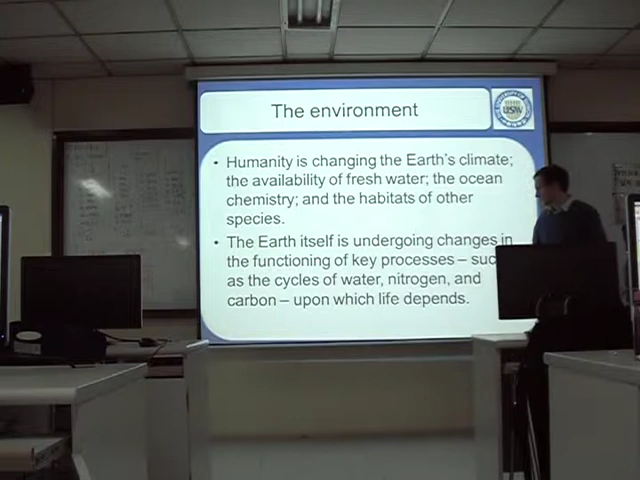 The environment
USIM
• Humanity is changing the Earth's climate;
the availability of fresh water; the ocean
chemistry; and the habitats of other
species.
• The Earth itself is undergoing changes in
the functioning of key processes – suc
as the cycles of water, nitrogen, and
carbon – upon which life depends.